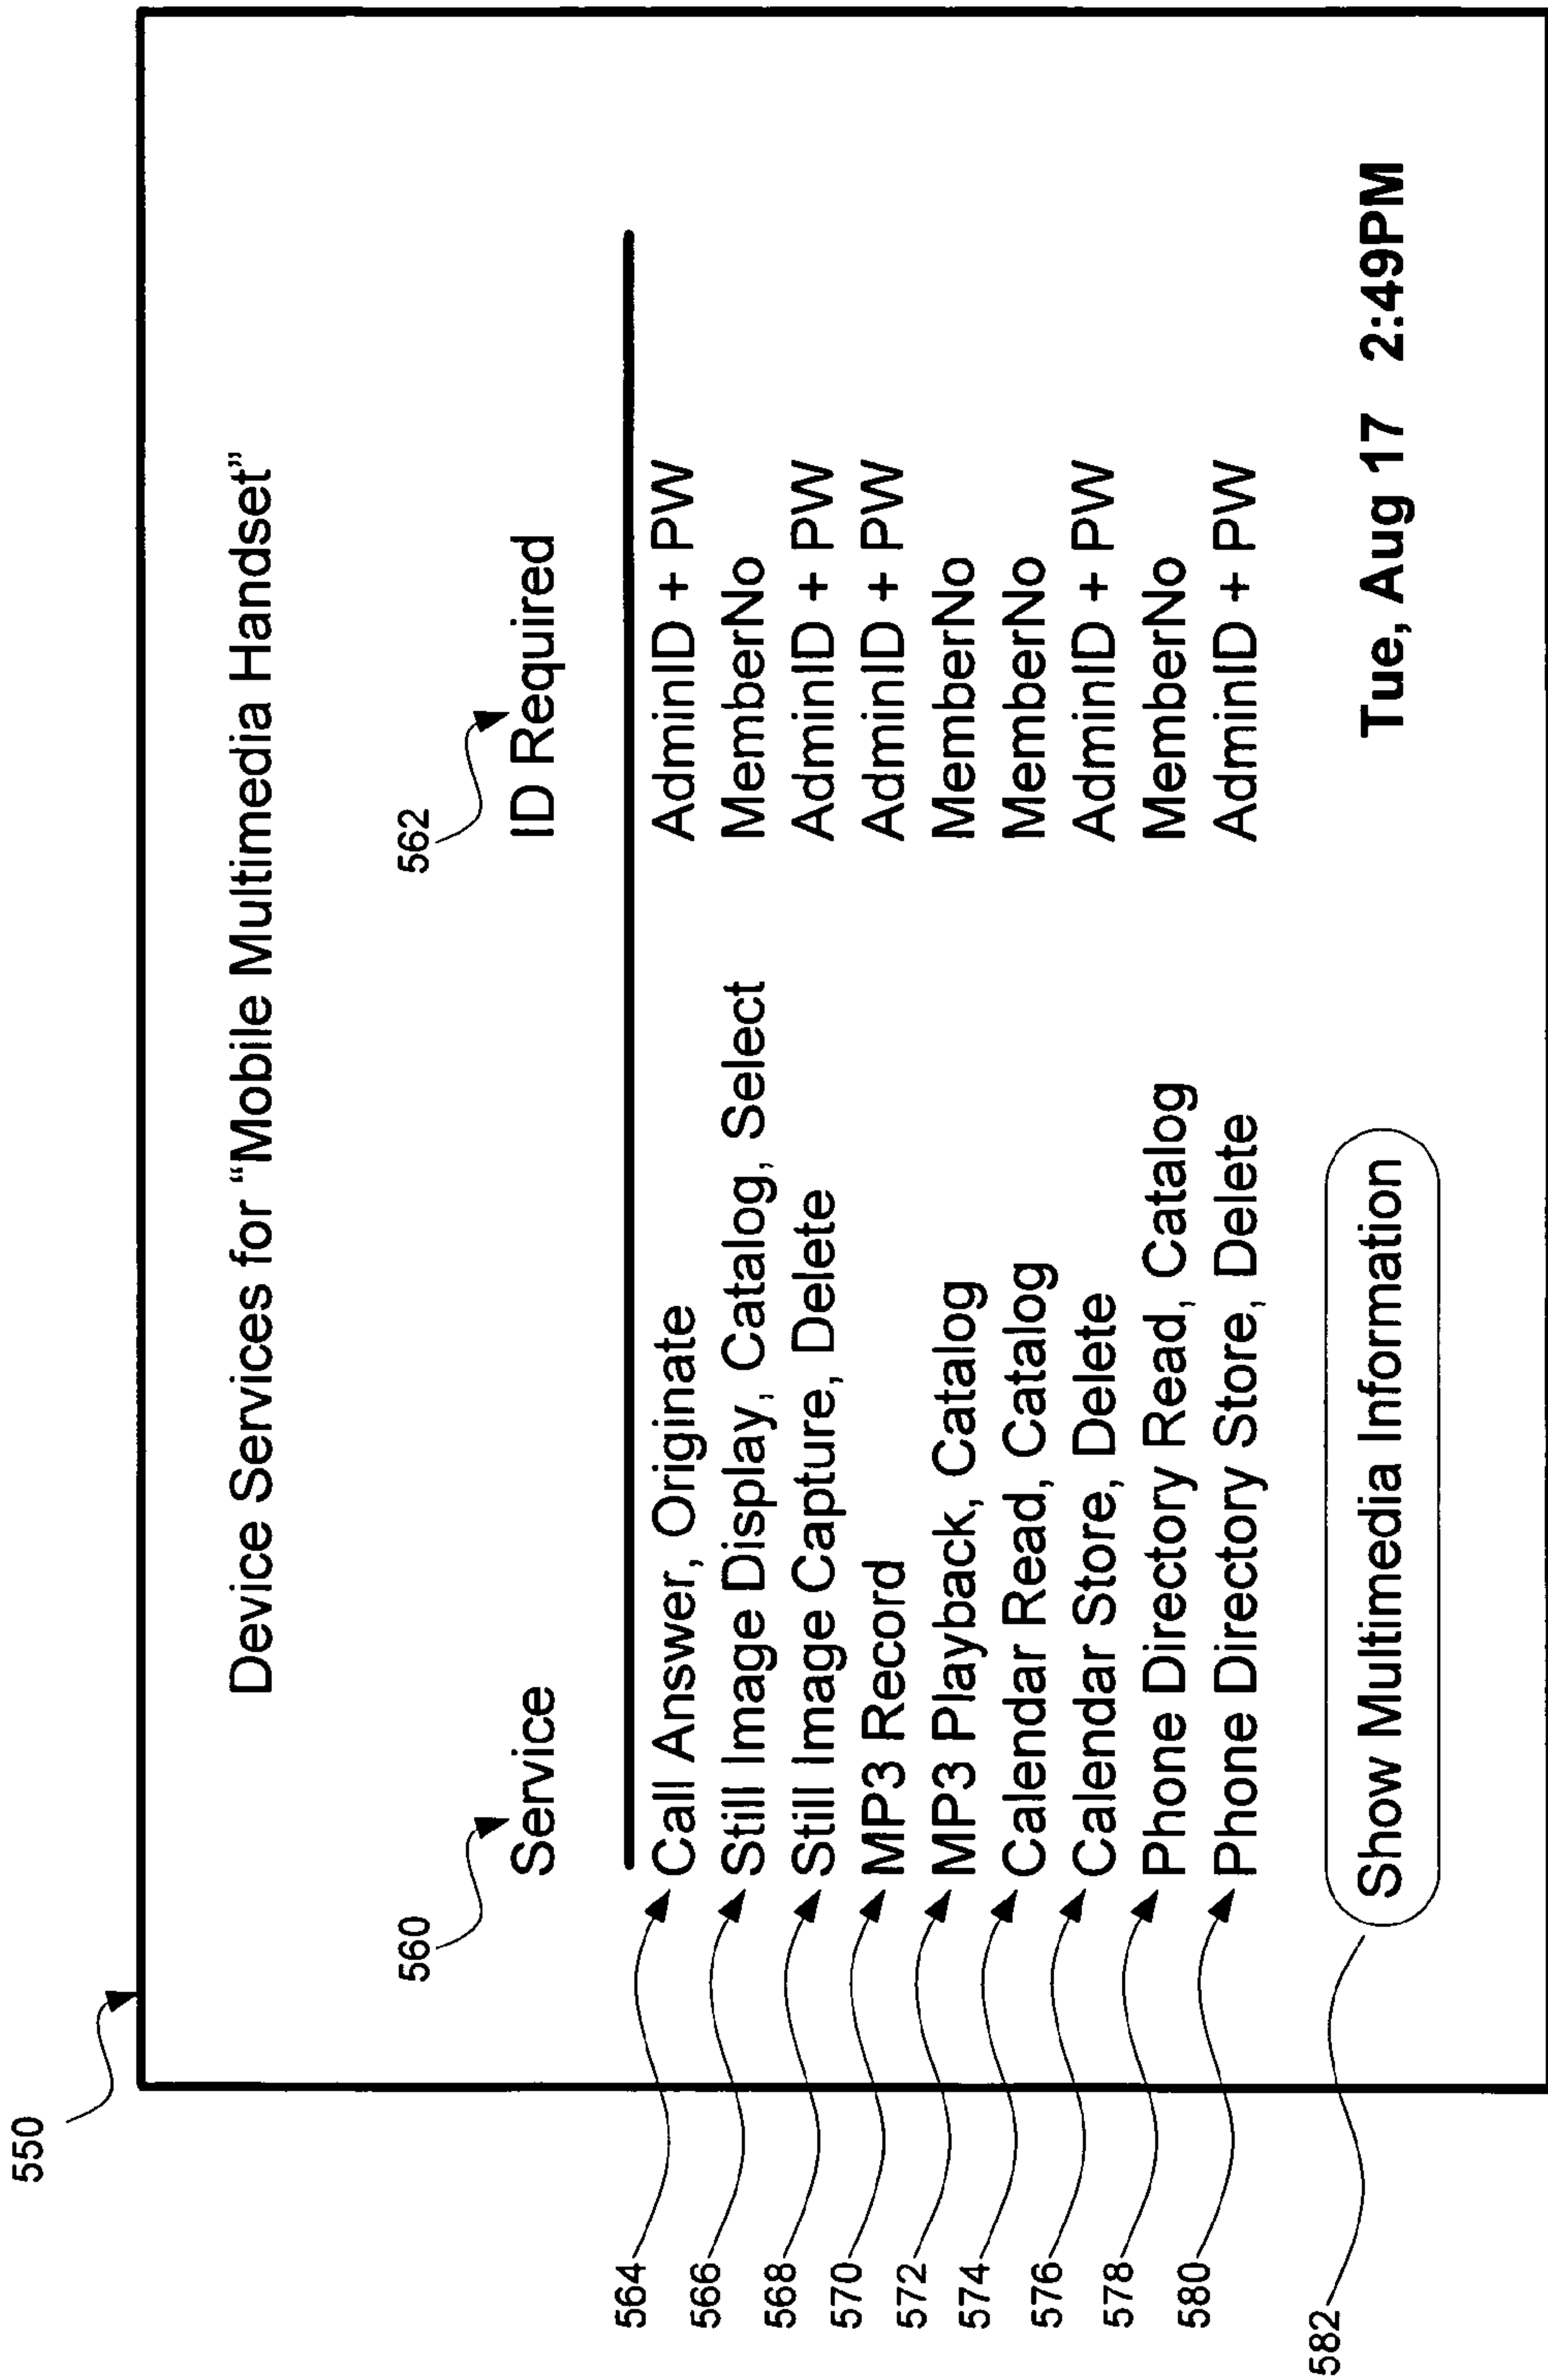 550
Device Services for “Mobile Multimedia Handset”
560
562
Service ID Required
564 Call Answer, Originate AdminID + PW
566 Still Image Display, Catalog, Select MemberNo
568 Still Image Capture, Delete AdminID + PW
570 MP3 Record AdminID + PW
572 MP3 Playback, Catalog MemberNo
574 Calendar Read, Catalog MemberNo
576 Calendar Store, Delete AdminID + PW
578 Phone Directory Read, Catalog MemberNo
580 Phone Directory Store, Delete AdminID + PW
582 Show Multimedia Information Tue, Aug 17 2:49PM